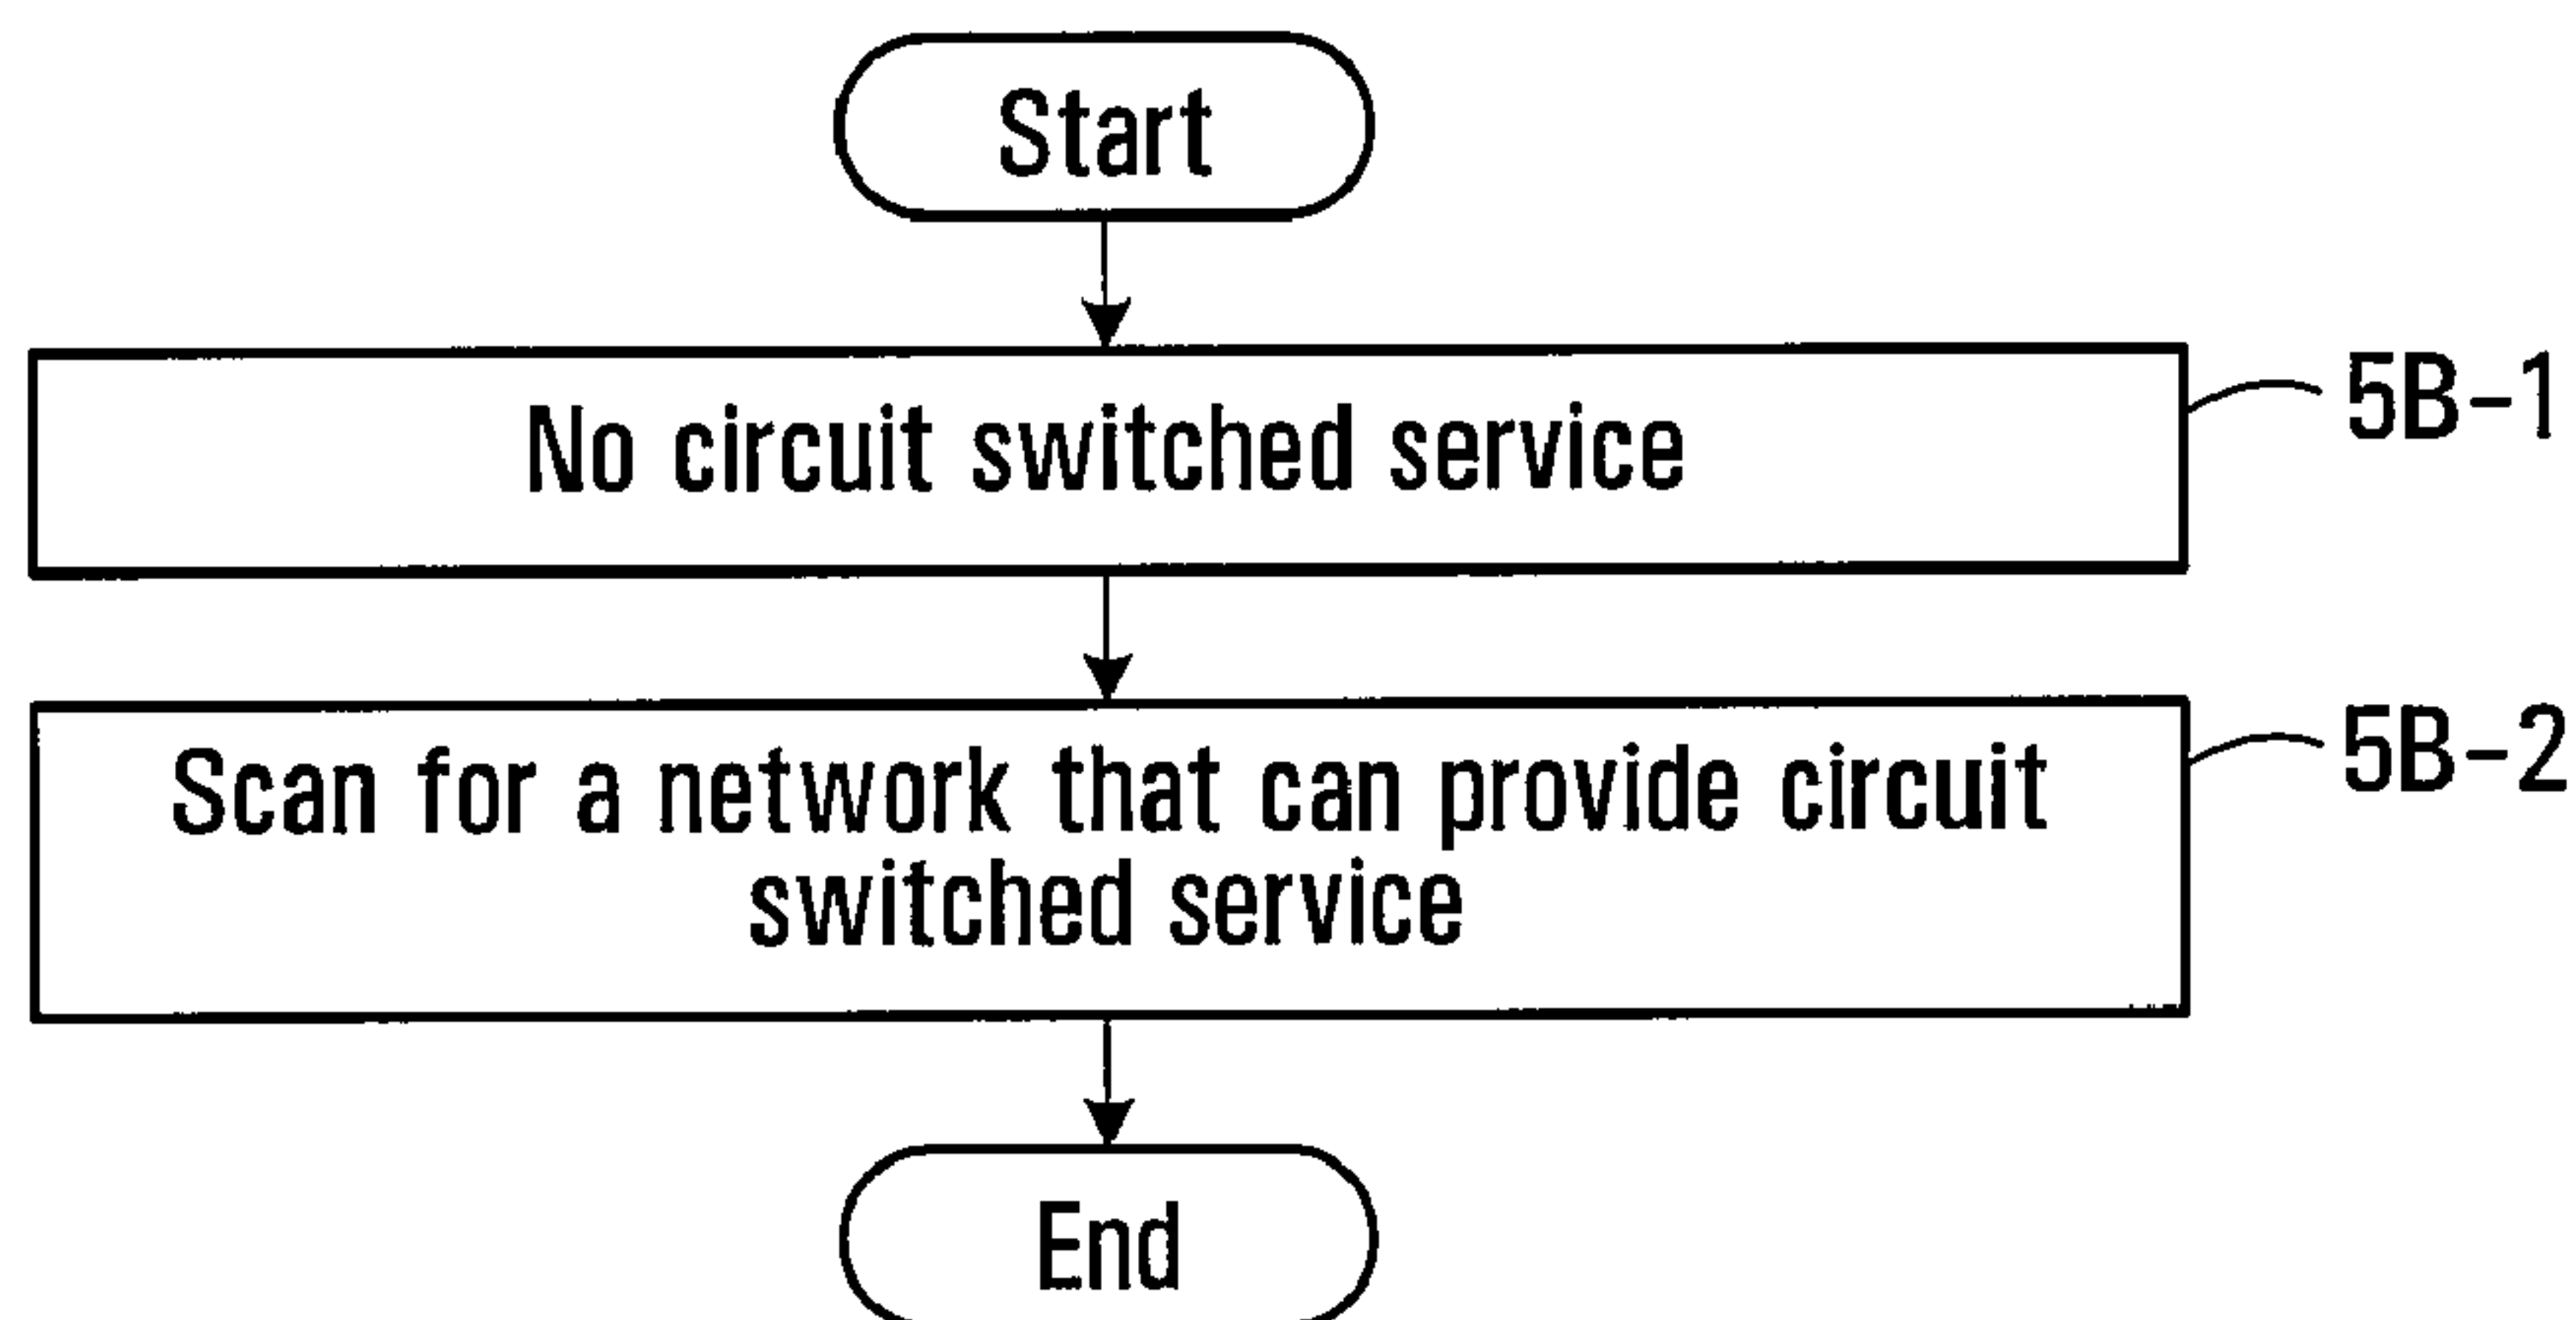 Start
No circuit switched service
5B-1
Scan for a network that can provide circuit
switched service
5B-2
End